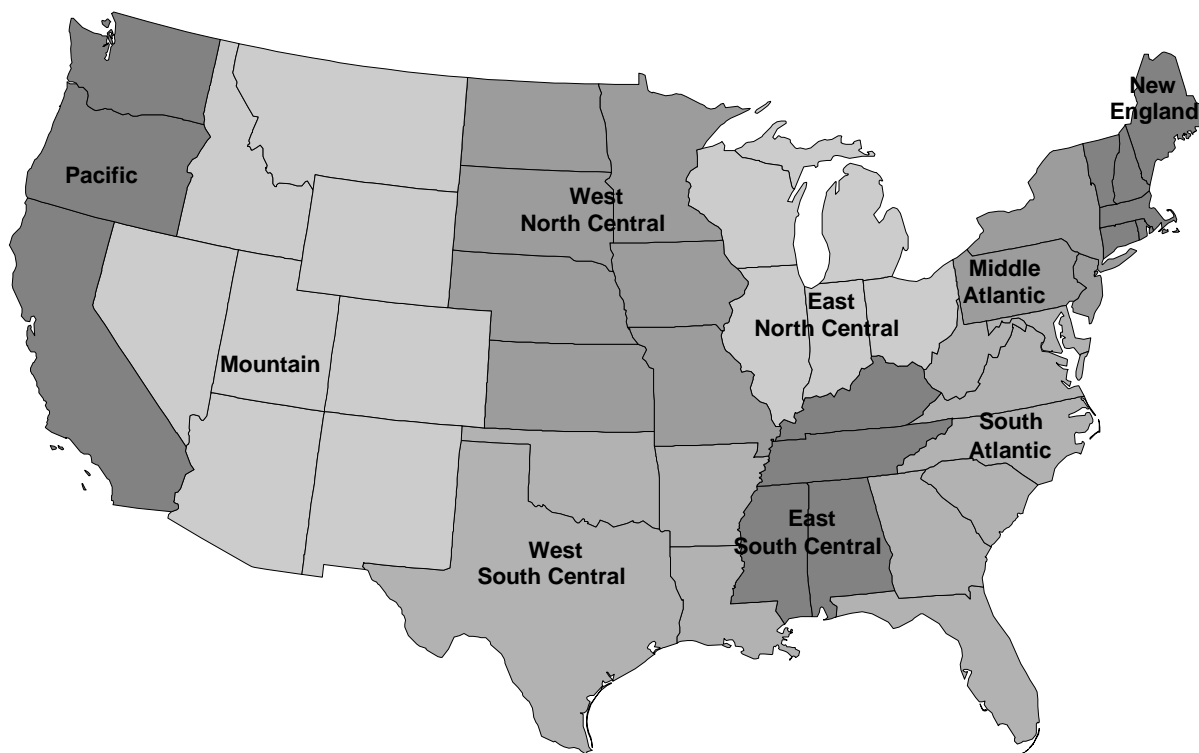 New
England
Pacific
West
North Central
Middle
Atlantic
East
North Central
Mountain
South
Atlantic
East
South Central
West
South Central